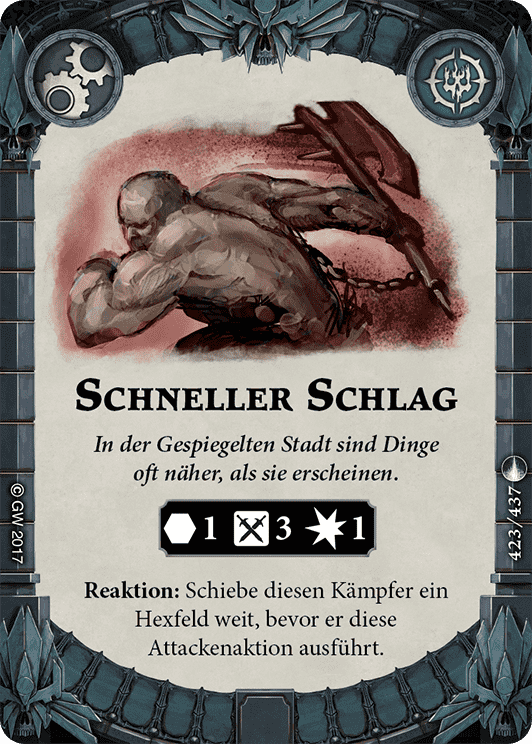 SCHNELLER SCHLAG
In der Gespiegelten Stadt sind Dinge
oft näher, als sie erscheinen.
1 3 1
Reaktion: Schiebe diesen Kämpfer ein
Hexfeld weit, bevor er diese
Attackenaktion ausführt.
© GW 2017
423/437